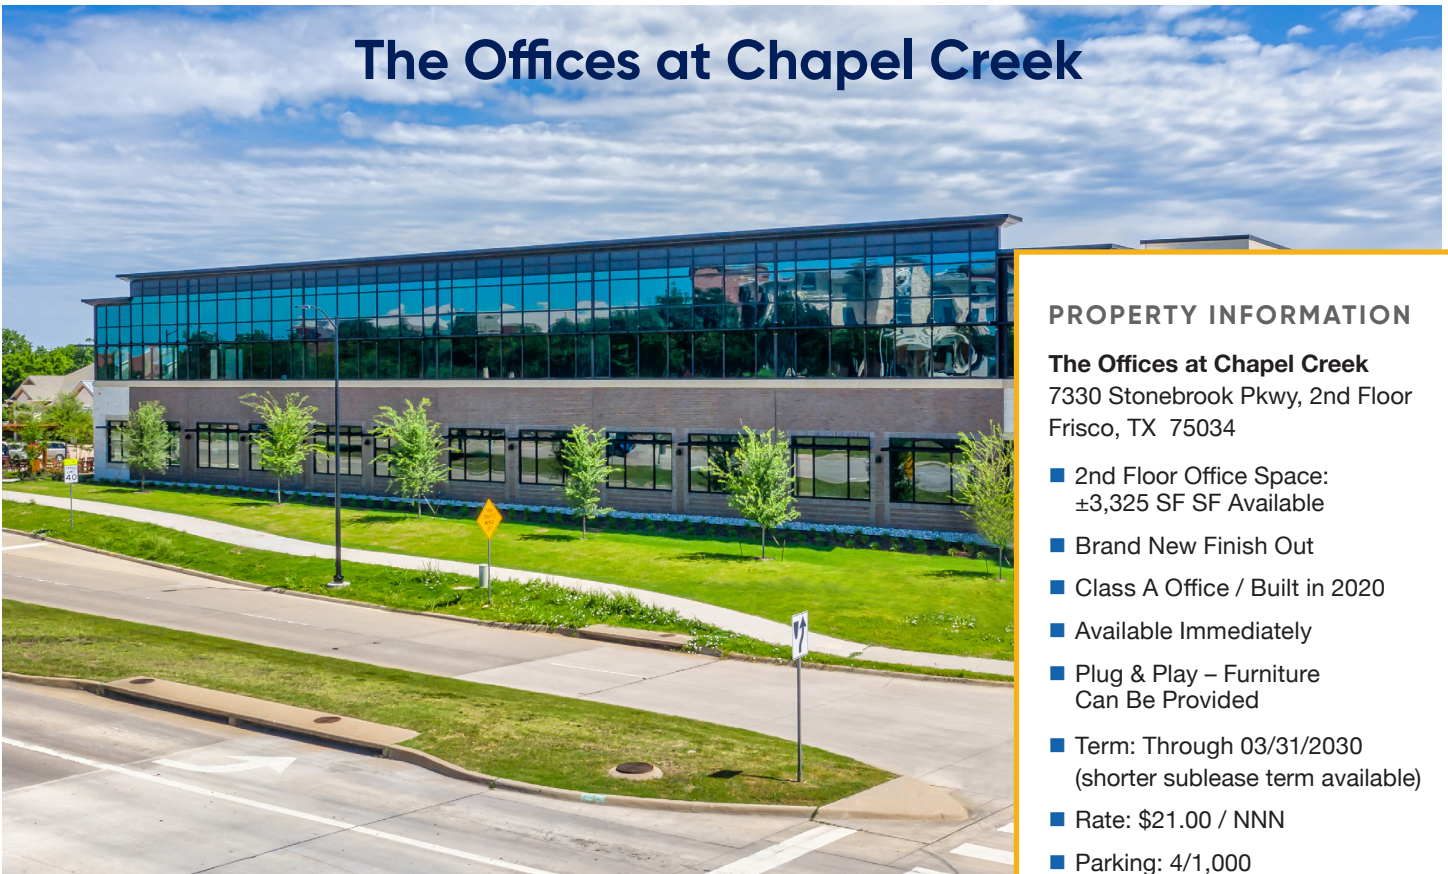 The Offices at Chapel Creek
PROPERTY INFORMATION
The Offices at Chapel Creek
7330 Stonebrook Pkwy, 2nd Floor
Frisco, TX 75034
■ 2nd Floor Office Space:
±3,325 SF SF Available
■ Brand New Finish Out
■ Class A Office / Built in 2020
■ Available Immediately
■ Plug & Play – Furniture
Can Be Provided
■ Term: Through 03/31/2030
(shorter sublease term available)
■ Rate: $21.00 / NNN
■ Parking: 4/1,000
40